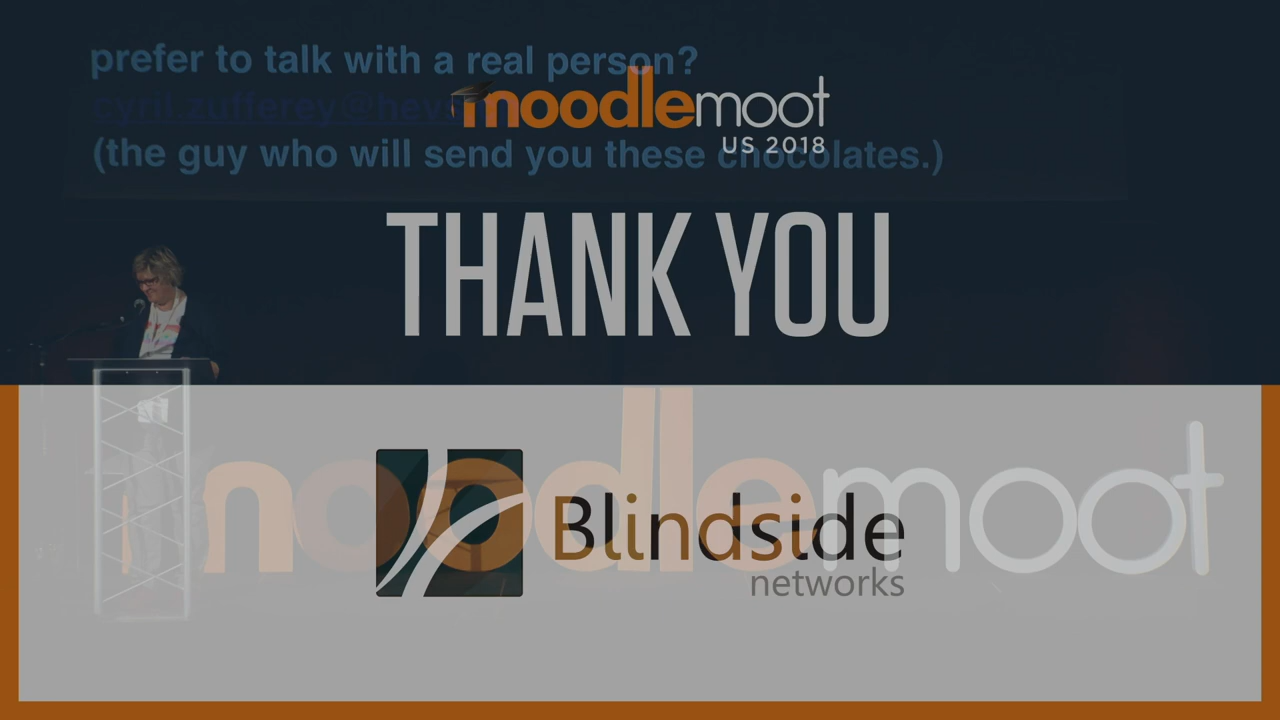 prefer to talk with a real person?
(the guy who will send you these chocolates.)
moodlemoot
US 2018
THANK YOU
moodlemoot
Blindside
networks